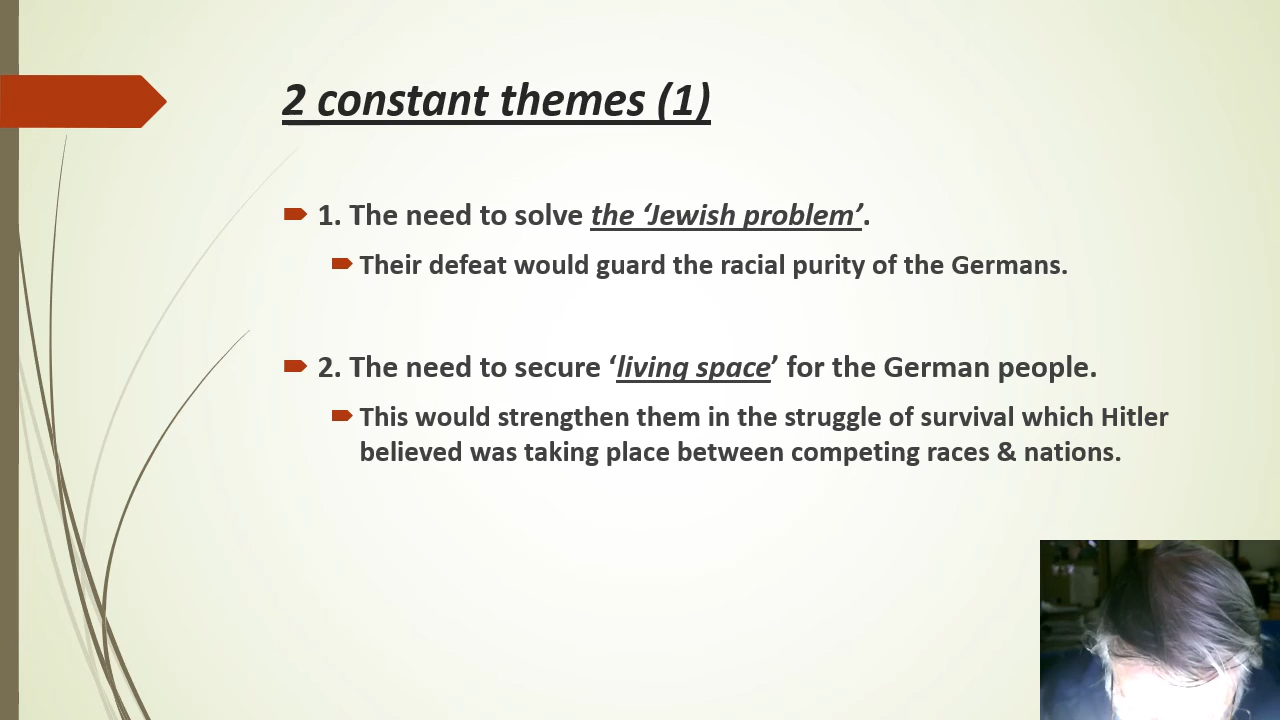 2 constant themes (1)
1. The need to solve the ‘Jewish problem’.
Their defeat would guard the racial purity of the Germans.
2. The need to secure ‘living space’ for the German people.
This would strengthen them in the struggle of survival which Hitler
believed was taking place between competing races & nations.